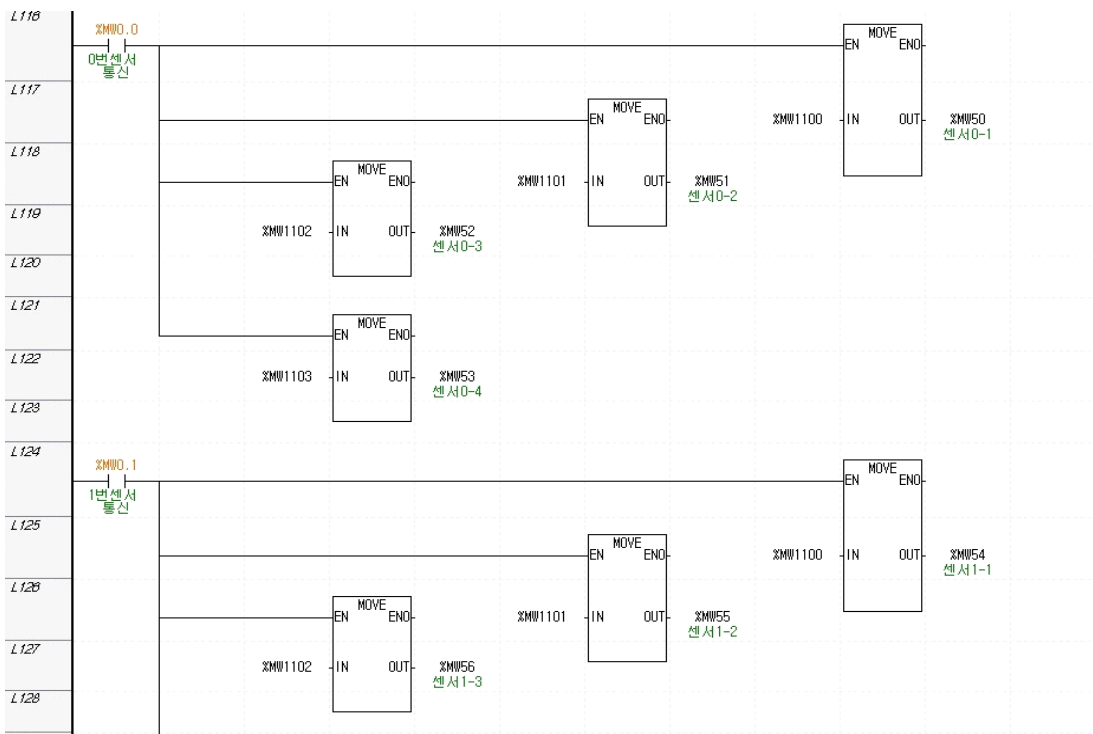 L116
%MW0.0
MOVE
EN ENO
0번센서
통신
L117
MOVE
EN ENO
%MW1100 IN OUT %MW50
센서0-1
L118
MOVE
EN ENO
%MW1101 IN OUT %MW51
센서0-2
L119
%MW1102 IN OUT %MW52
센서0-3
L120
L121
MOVE
EN ENO
L122
%MW1103 IN OUT %MW53
센서0-4
L123
L124
%MW0.1
MOVE
EN ENO
1번센서
통신
L125
MOVE
EN ENO
%MW1100 IN OUT %MW54
센서1-1
L126
MOVE
EN ENO
%MW1101 IN OUT %MW55
센서1-2
L127
%MW1102 IN OUT %MW56
센서1-3
L128